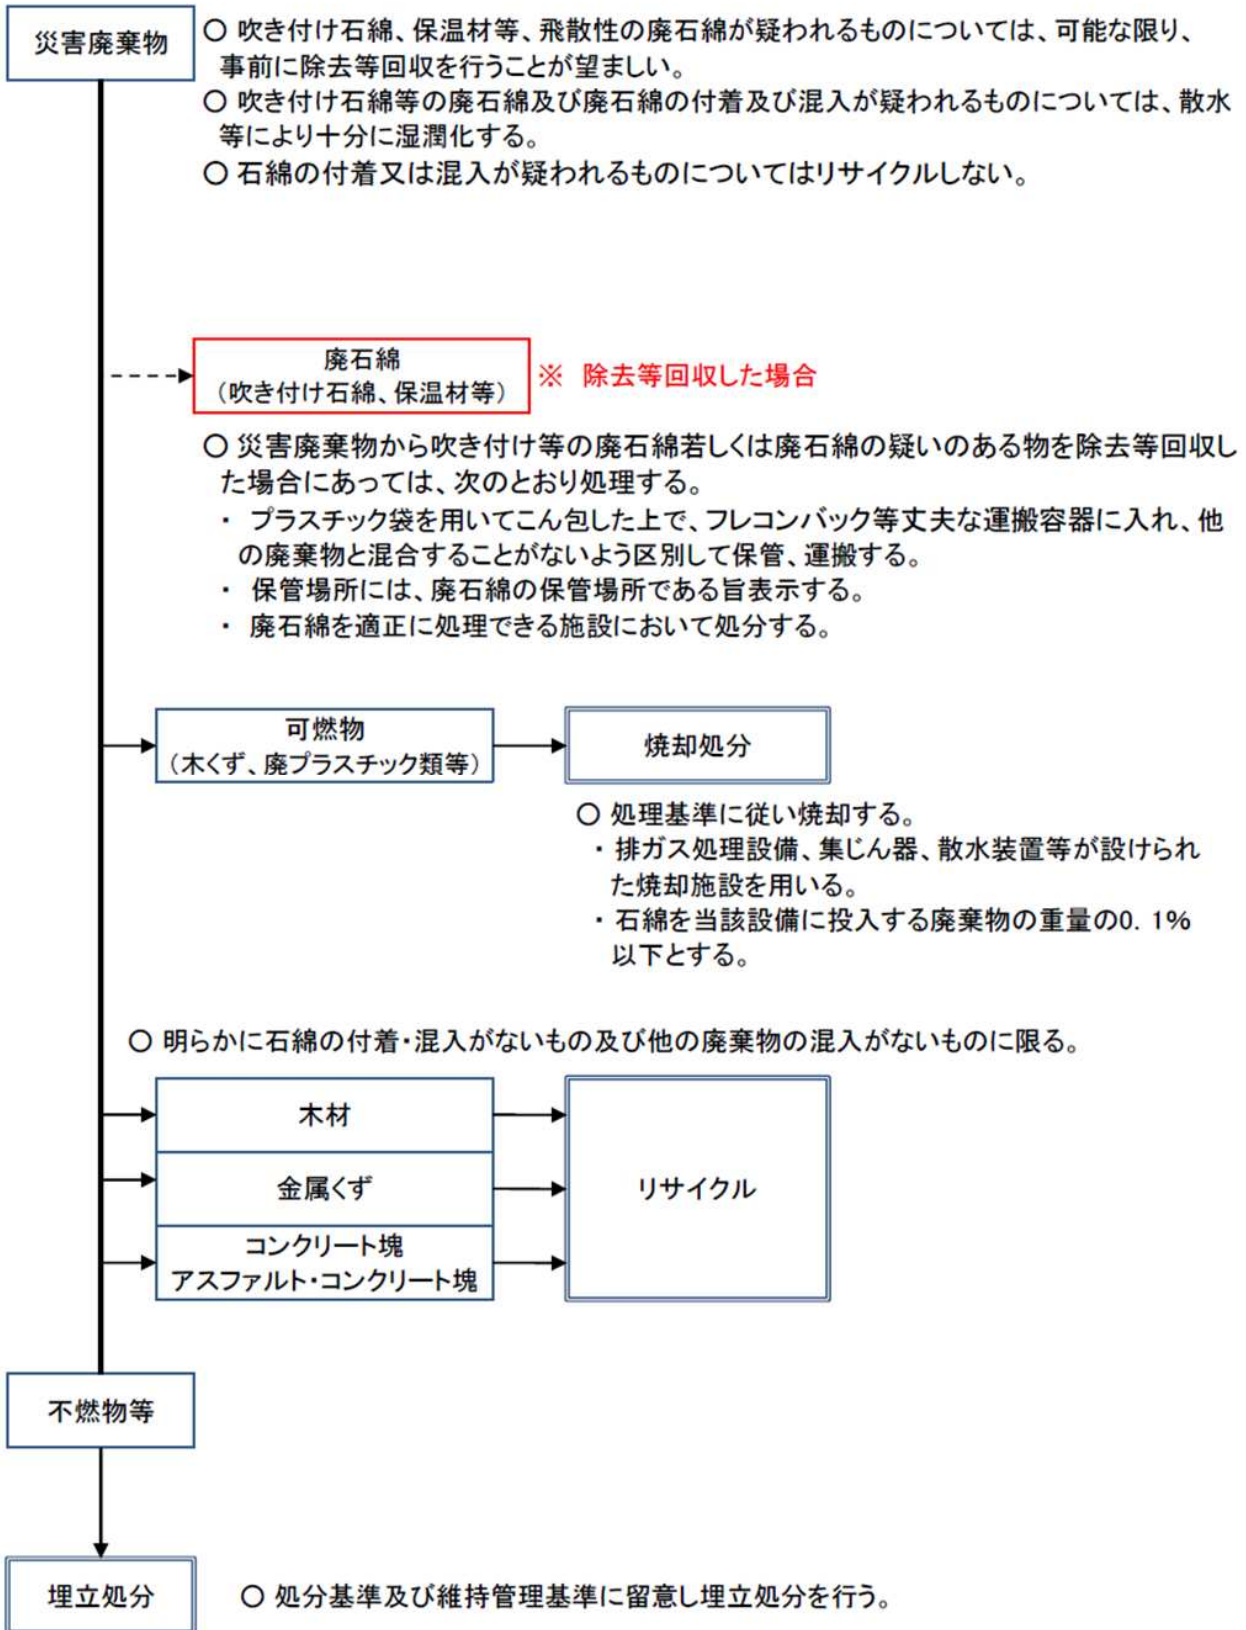 災害廃棄物
○ 吹き付け石綿、保温材等、飛散性の廃石綿が疑われるものについては、可能な限り、
事前に除去等回収を行うことが望ましい。
○ 吹き付け石綿等の廃石綿及び廃石綿の付着及び混入が疑われるものについては、散水
等により十分に湿潤化する。
○ 石綿の付着又は混入が疑われるものについてはリサイクルしない。
廃石綿
（吹き付け石綿、保温材等）
※ 除去等回収した場合
○ 災害廃棄物から吹き付け等の廃石綿若しくは廃石綿の疑いのある物を除去等回収し
た場合にあっては、次のとおり処理する。
・ プラスチック袋を用いてこん包した上で、フレコンバック等丈夫な運搬容器に入れ、他
の廃棄物と混合することがないよう区別して保管、運搬する。
・ 保管場所には、廃石綿の保管場所である旨表示する。
・ 廃石綿を適正に処理できる施設において処分する。
可燃物
（木くず、廃プラスチック類等）
焼却処分
○ 処理基準に従い焼却する。
・排ガス処理設備、集じん器、散水装置等が設けられ
た焼却施設を用いる。
・石綿を当該設備に投入する廃棄物の重量の0. 1%
以下とする。
○ 明らかに石綿の付着・混入がないもの及び他の廃棄物の混入がないものに限る。
木材
金属くず
コンクリート塊
アスファルト・コンクリート塊
リサイクル
不燃物等
埋立処分
○ 処分基準及び維持管理基準に留意し埋立処分を行う。